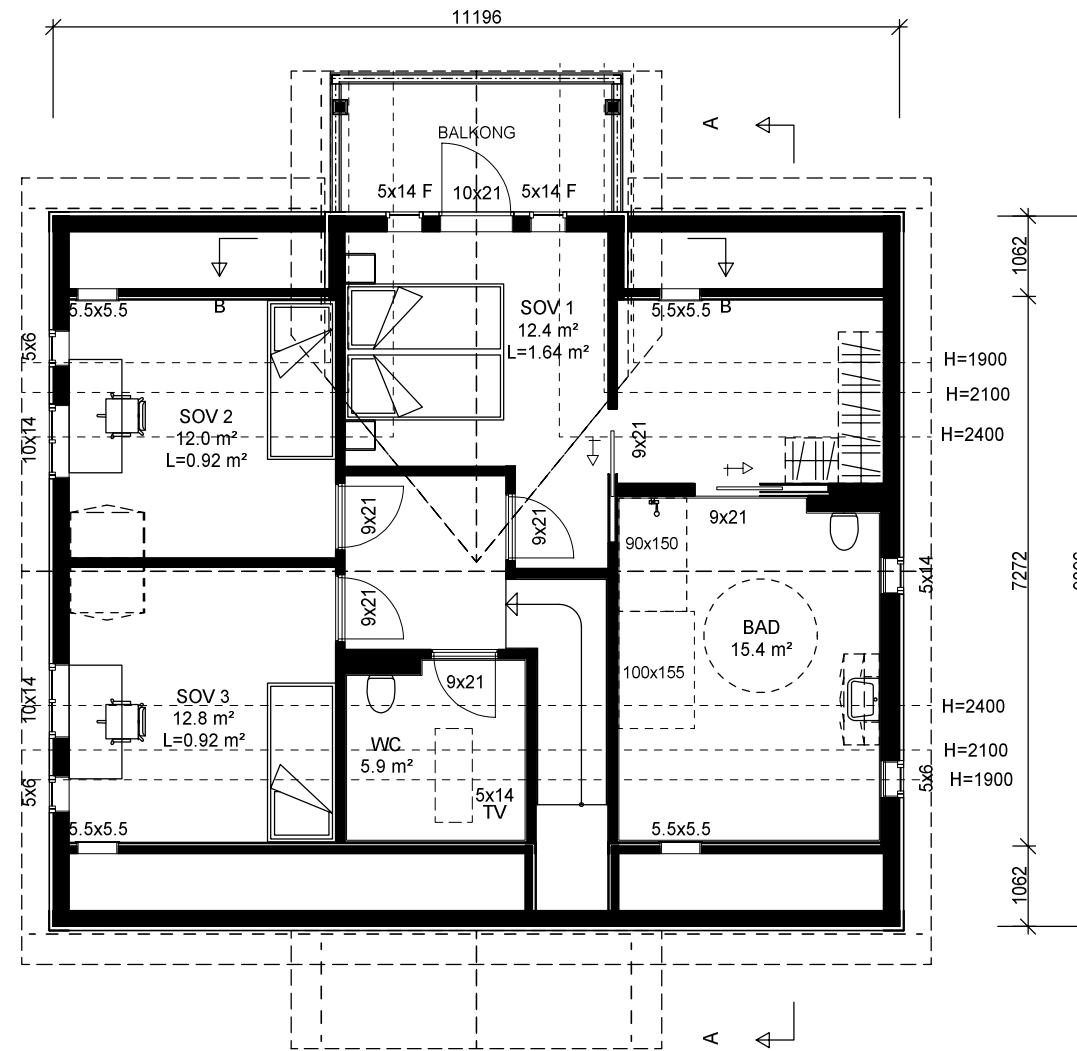 11196
A
BALKONG
5x14 F
10x21
5x14 F
1062
B
B
5.5x5.5
5.5x5.5
SOV 1
12.4 m²
L=1.64 m²
5x6
H=1900
H=2100
10x14
SOV 2
12.0 m²
L=0.92 m²
9x21
H=2400
9x21
9x21
9x21
90x150
5x14
7272
9x21
BAD
15.4 m²
100x155
9x21
10x14
SOV 3
12.8 m²
L=0.92 m²
H=2400
WC
5.9 m²
H=2100
5x6
5x14
TV
5x6
H=1900
5.5x5.5
5.5x5.5
1062
A